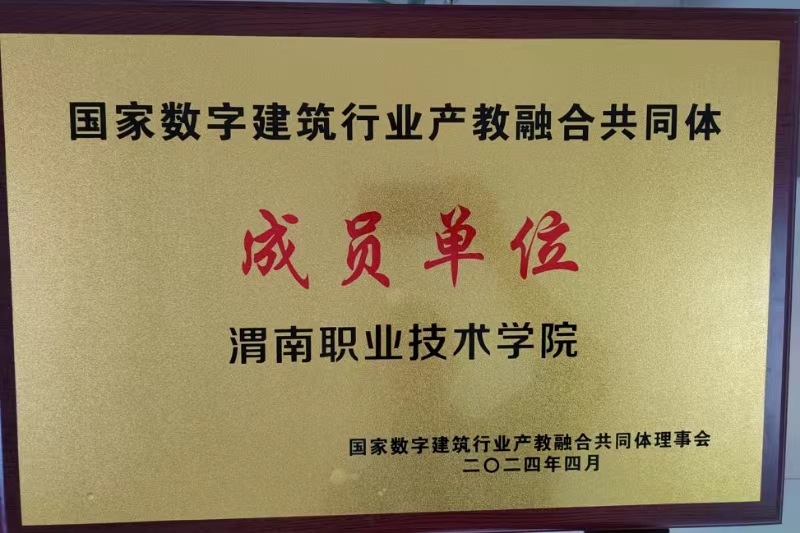 国家数字建筑行业产教融合共同体
成员单位
渭南职业技术学院
国家数字建筑行业产教融合共同体理事会
二〇二四年四月